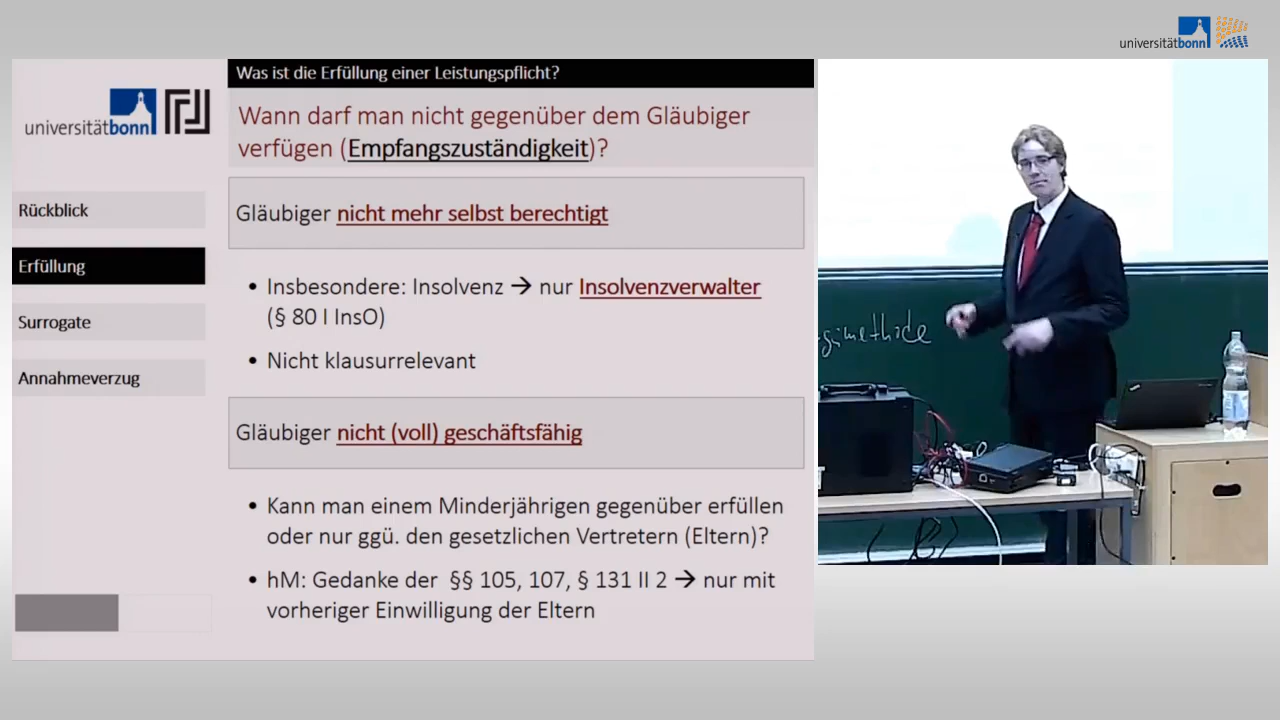 universitätbonn
Was ist die Erfüllung einer Leistungspflicht?
universitätbonn
Wann darf man nicht gegenüber dem Gläubiger
verfügen (Empfangszuständigkeit)?
Rückblick
Erfüllung
Surrogate
Annahmeverzug
Gläubiger nicht mehr selbst berechtigt
• Insbesondere: Insolvenz → nur Insolvenzverwalter
(§ 80 I InsO)
• Nicht klausurrelevant
Gläubiger nicht (voll) geschäftsfähig
• Kann man einem Minderjährigen gegenüber erfüllen
oder nur ggü. den gesetzlichen Vertretern (Eltern)?
• hM: Gedanke der §§ 105, 107, § 131 II 2 → nur mit
vorheriger Einwilligung der Eltern